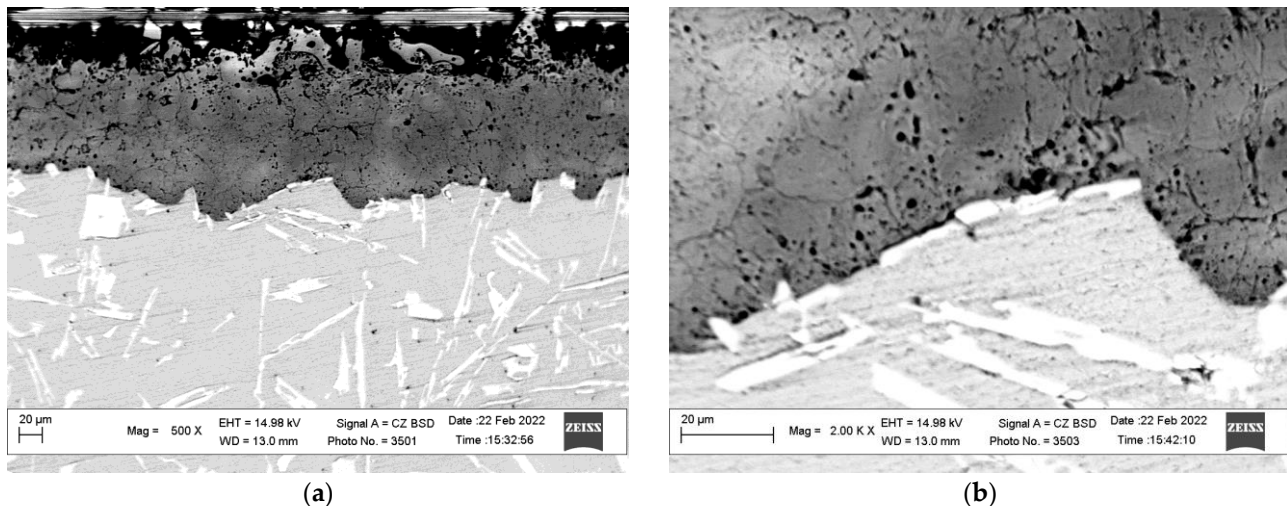 20 µm
Mag = 500 X
EHT = 14.98 kV
WD = 13.0 mm
Signal A = CZ BSD
Photo No. = 3501
Date :22 Feb 2022
Time :15:32:56
ZEISS
20 µm
Mag = 2.00 K X
EHT = 14.98 kV
WD = 13.0 mm
Signal A = CZ BSD
Photo No. = 3503
Date :22 Feb 2022
Time :15:42:10
ZEISS
(a)
(b)